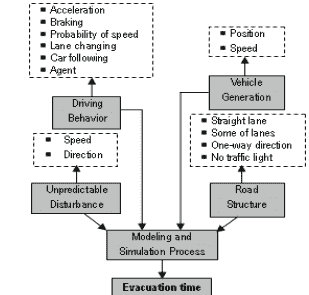 Acceleration
Braking
Probability of speed
Lane changing
Car following
Agent
Position
Speed
Driving
Behavior
Vehicle
Generation
Speed
Direction
Straight lane
Some of lanes
One-way direction
No traffic light
Unpredictable
Disturbance
Road
Structure
Modeling and
Simulation Process
Evacuation time